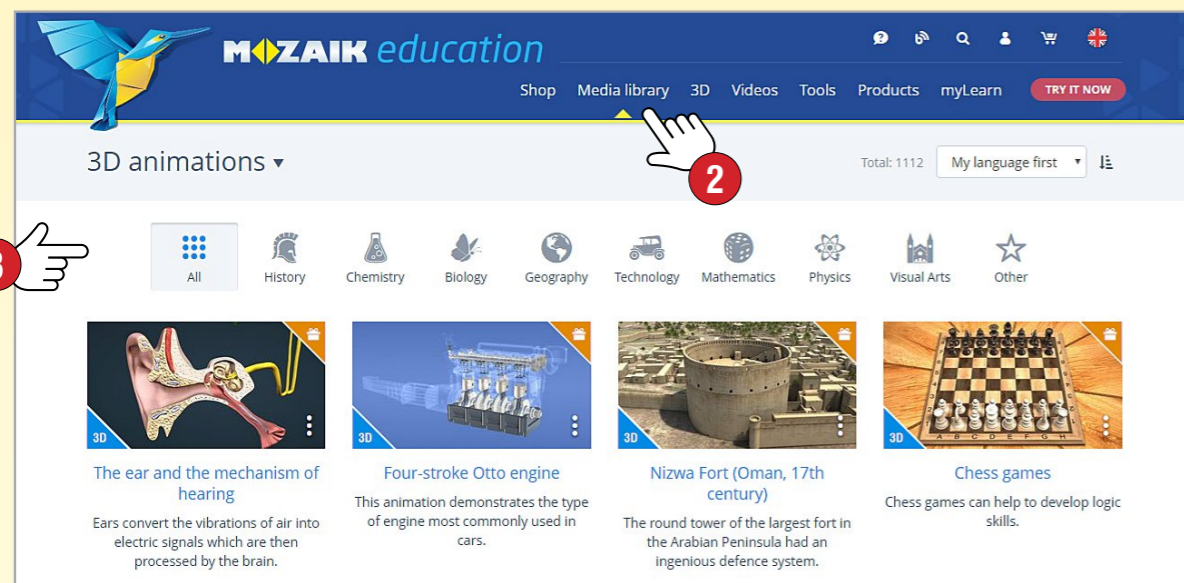 MOZAIK education
Shop Media library 3D Videos Tools Products myLearn TRY IT NOW
2
3D animations
Total: 1112 My language first
3
All History Chemistry Biology Geography Technology Mathematics Physics Visual Arts Other
3D 3D 3D 3D
A B C D E F G H
The ear and the mechanism of
hearing
Ears convert the vibrations of air into
electric signals which are then
processed by the brain.
Four-stroke Otto engine
This animation demonstrates the type
of engine most commonly used in
cars.
Nizwa Fort (Oman, 17th
century)
The round tower of the largest fort in
the Arabian Peninsula had an
ingenious defence system.
Chess games
Chess games can help to develop logic
skills.